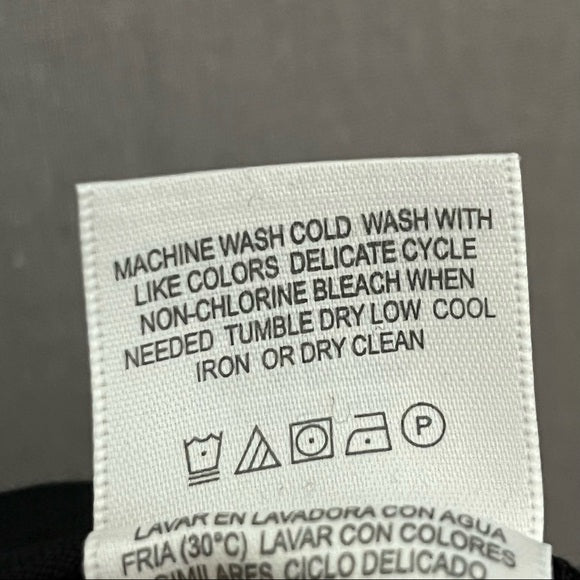 MACHINE WASH COLD WASH WITH
LIKE COLORS DELICATE CYCLE
NON-CHLORINE BLEACH WHEN
NEEDED TUMBLE DRY LOW COOL
IRON OR DRY CLEAN
P
LAVAR EN LAVADORA CON AGUA
FRIA (30°C) LAVAR CON COLORES
SIMILARES CICLO DELICADO